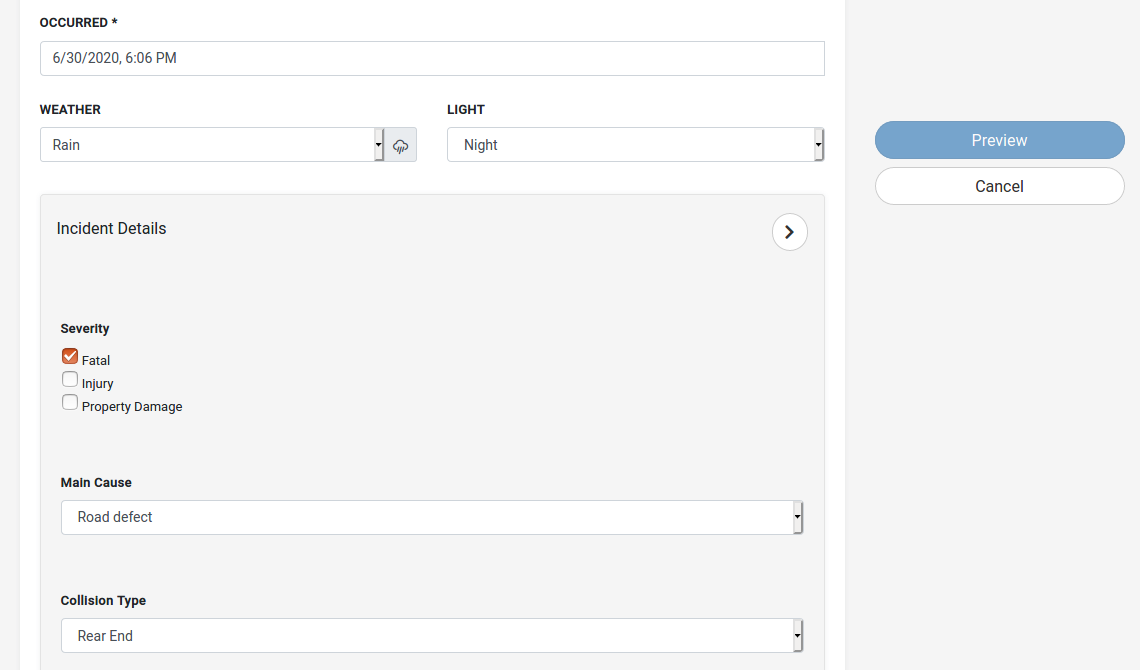 OCCURRED *
6/30/2020, 6:06 PM
WEATHER
LIGHT
Rain
Night
Preview
Cancel
Incident Details
Severity
Fatal
Injury
Property Damage
Main Cause
Road defect
Collision Type
Rear End